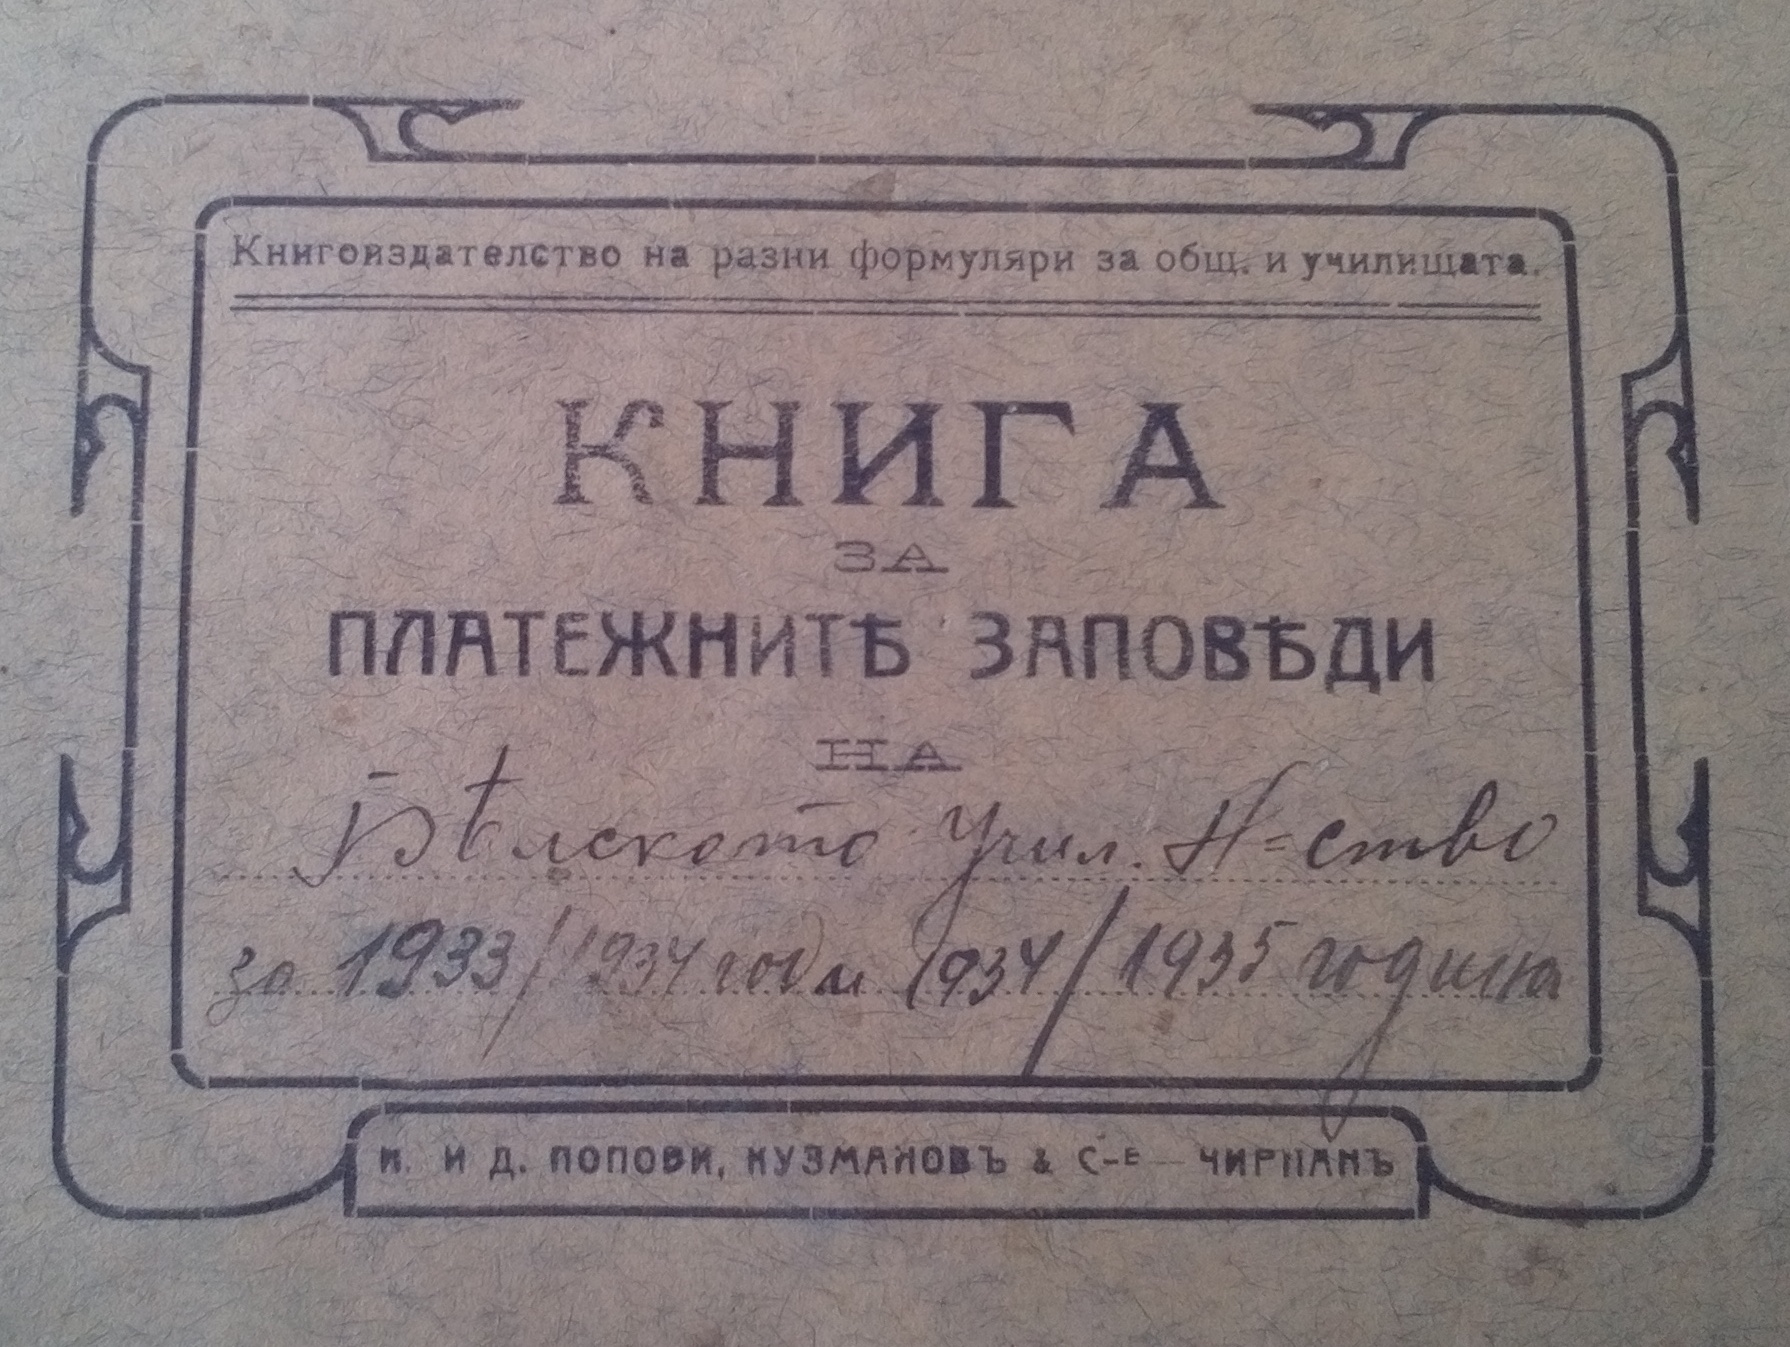 Книгоиздателство на разни формуляри за общ. и училищата.
КНИГА
ЗА
ПЛАТЕЖНИТѢ ЗАПОВѢДИ
НА
Бѣлското Учил. Н=ство
за 1933/1934 год и 1934/1935 година
И. И Д. ПОПОВИ, КУЗМАНОВЪ & С-Е — ЧИРПАНЪ